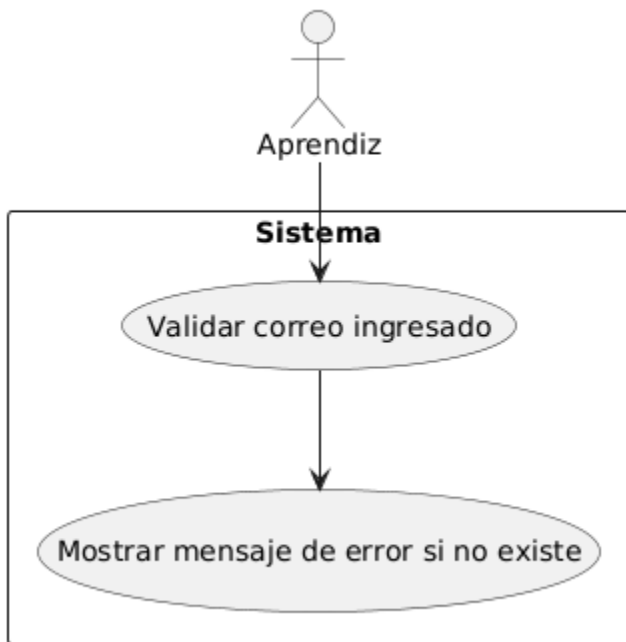 Aprendiz
Sistema
Validar correo ingresado
Mostrar mensaje de error si no existe